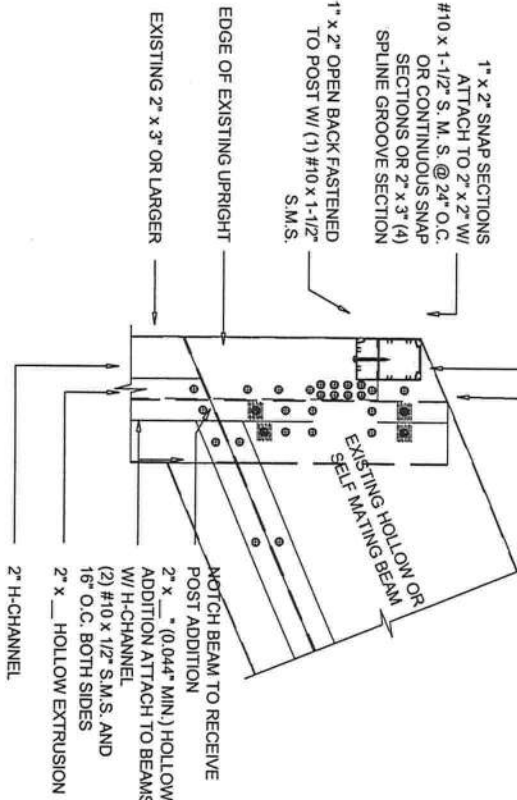 1" x 2" SNAP SECTIONS
ATTACH TO 2" x 2" W/
#10 x 1-1/2" S. M. S. @ 24" O.C.
OR CONTINUOUS SNAP
SECTIONS OR 2" x 3" (4)
SPLINE GROOVE SECTION
1" x 2" OPEN BACK FASTENED
TO POST W/ (1) #10 x 1-1/2"
S.M.S.
EDGE OF EXISTING UPRIGHT
EXISTING 2" x 3" OR LARGER
EXISTING HOLLOW OR
SELF MATING BEAM
NOTCH BEAM TO RECEIVE
POST ADDITION
2" x __" (0.044" MIN.) HOLLOW
ADDITION ATTACH TO BEAMS
W/ H-CHANNEL
(2) #10 x 1/2" S.M.S. AND
16" O.C. BOTH SIDES
2" x __ HOLLOW EXTRUSION
2" H-CHANNEL